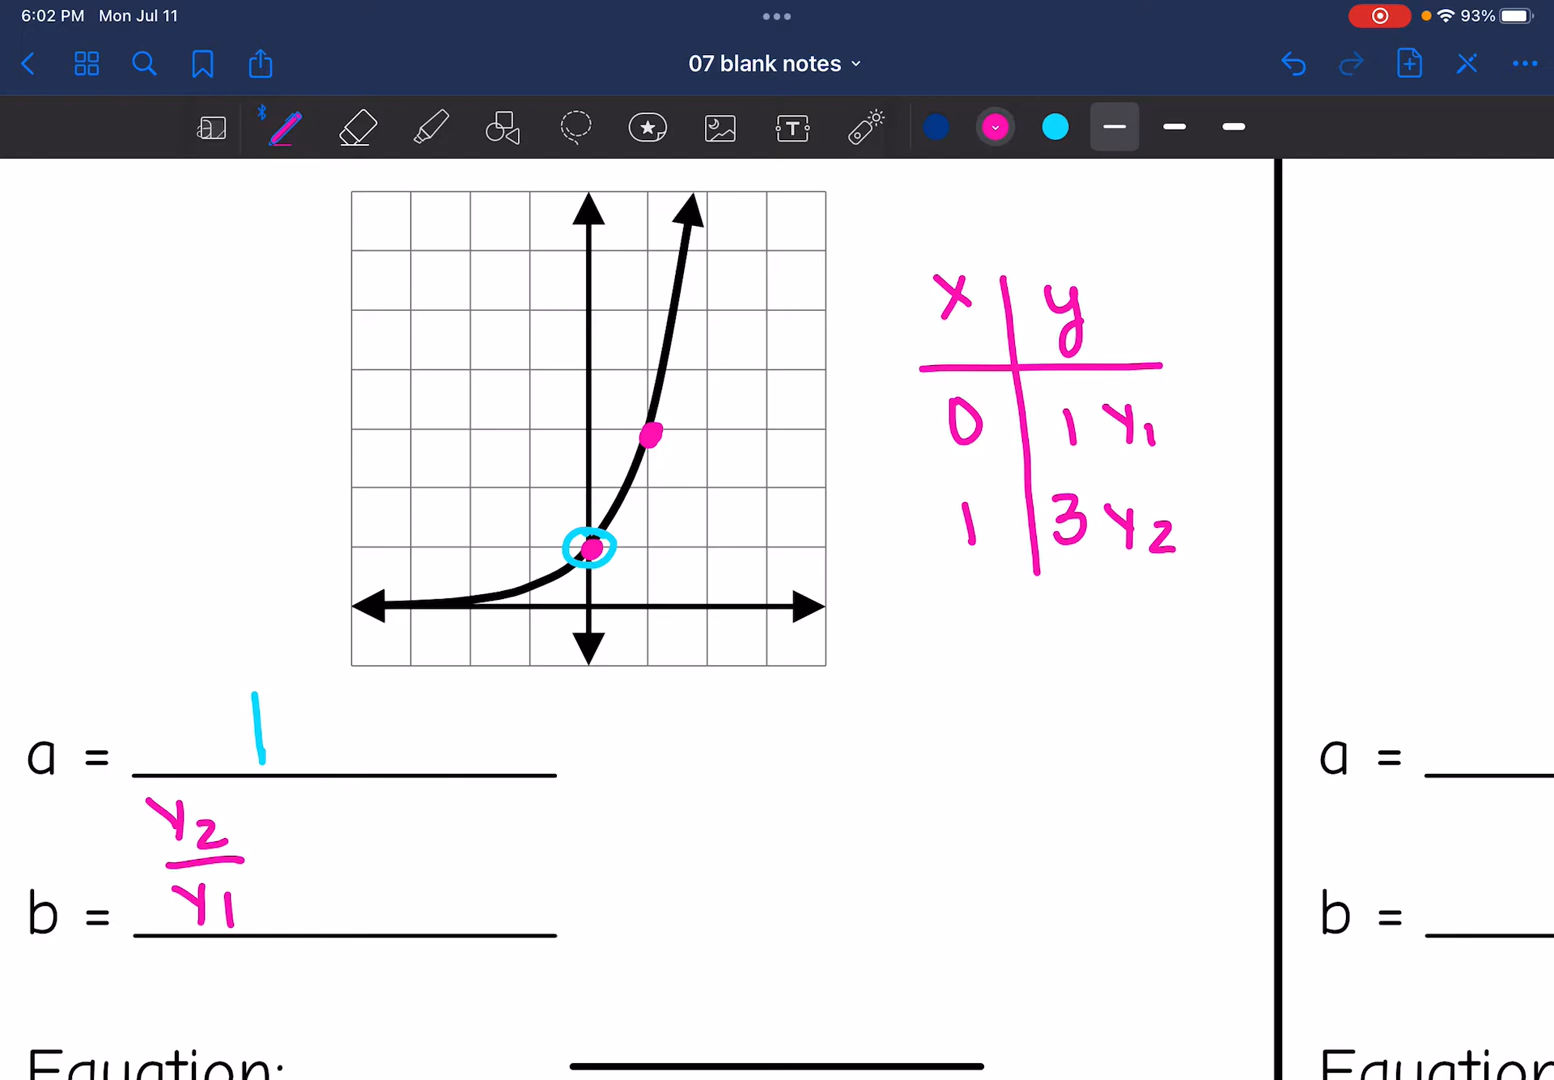 6:02 PM Mon Jul 11
93%
07 blank notes
T
x y
0 1 Y1
1 3 Y2
a = 1
a =
Y2
Y1
b =
b =
Equation:
Equation